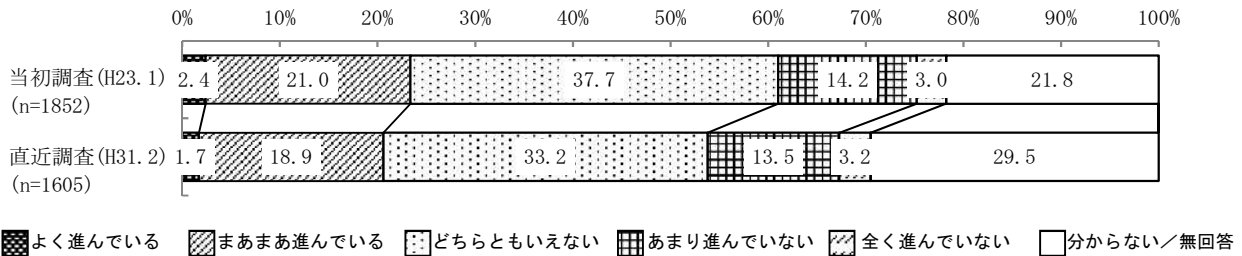 0% 10% 20% 30% 40% 50% 60% 70% 80% 90% 100%
当初調査(H23.1) 2.4 21.0 37.7 14.2 3.0 21.8
(n=1852)
直近調査(H31.2) 1.7 18.9 33.2 13.5 3.2 29.5
(n=1605)
よく進んでいる まあまあ進んでいる どちらともいえない あまり進んでいない 全く進んでいない 分からない／無回答